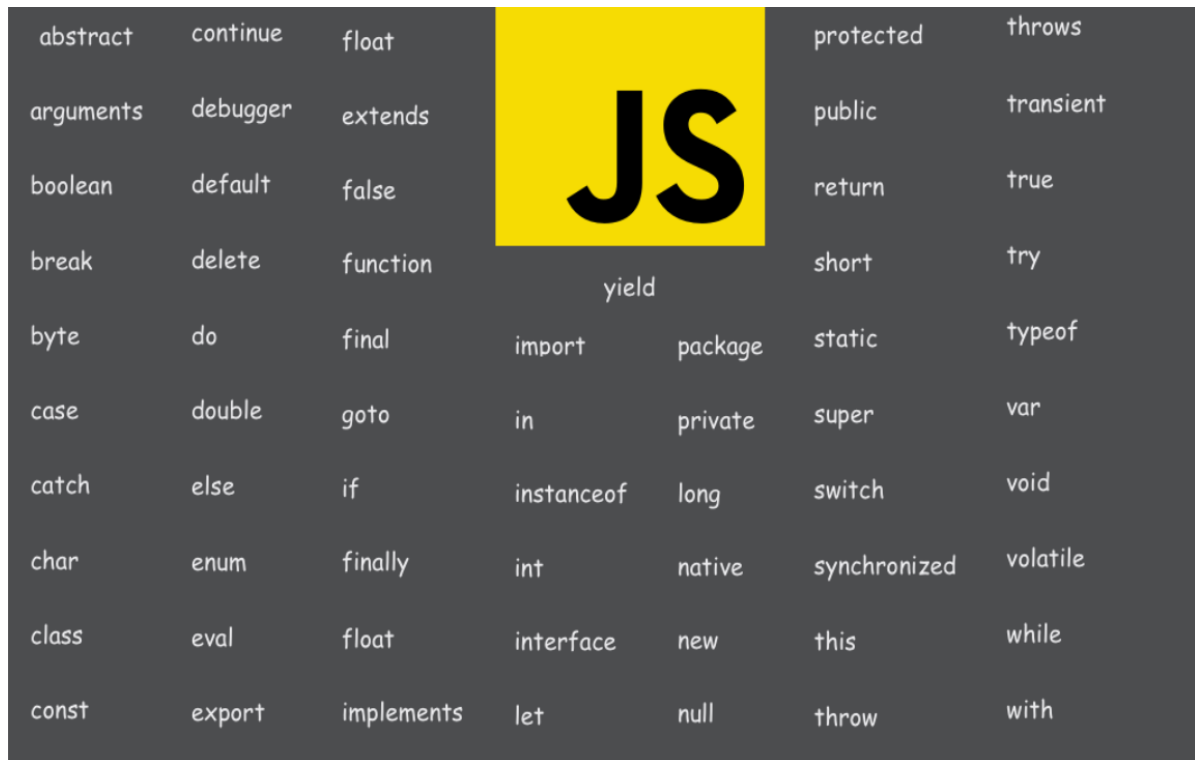 abstract
arguments
boolean
break
byte
case
catch
char
class
const
continue
debugger
default
delete
do
double
else
enum
eval
export
float
extends
false
function
final
goto
if
finally
float
implements
JS
yield
import
in
instanceof
int
interface
let
package
private
long
native
new
null
protected
public
return
short
static
super
switch
synchronized
this
throw
throws
transient
true
try
typeof
var
void
volatile
while
with